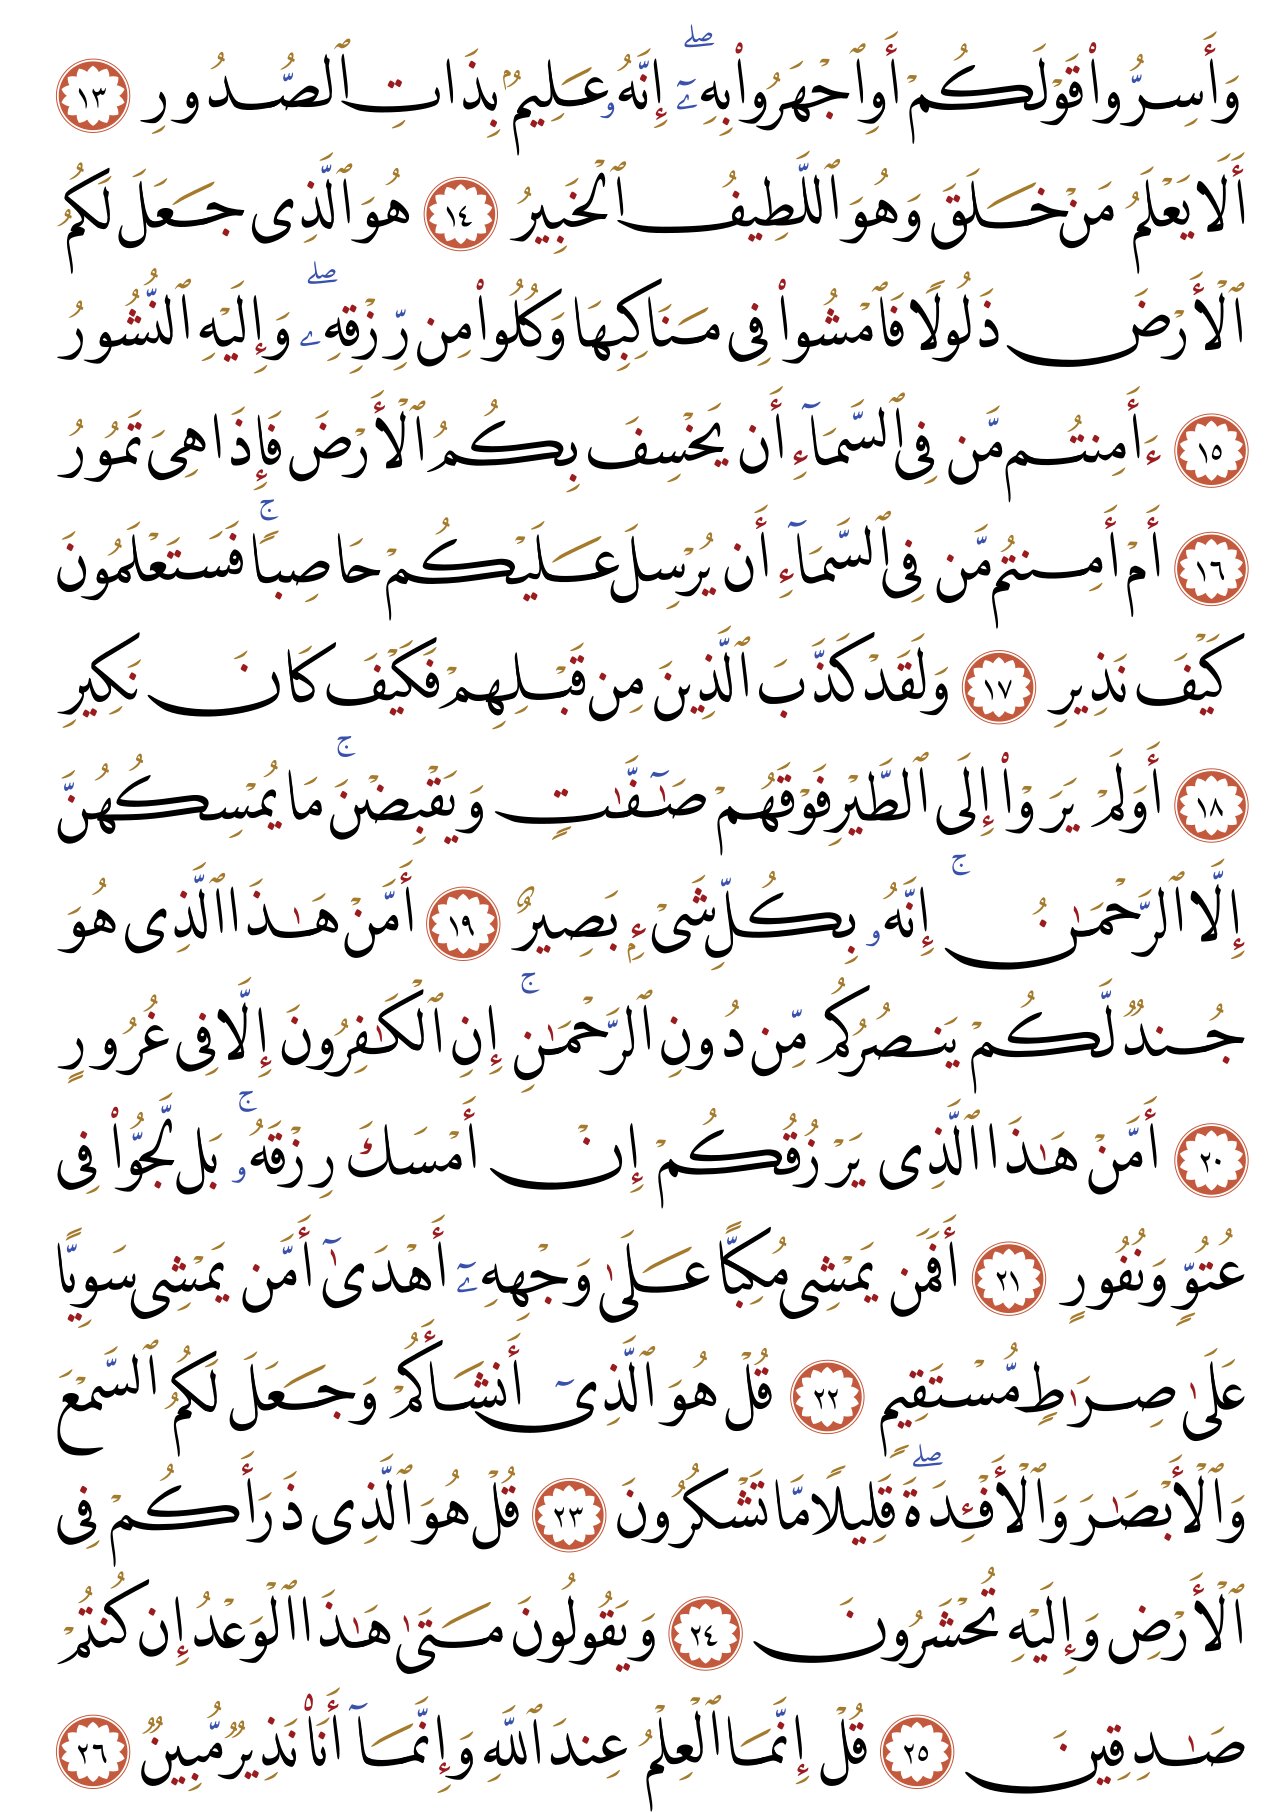 وَأَسِرُّوا۟ قَوْلَكُمْ أَوِ ٱجْهَرُوا۟ بِهِۦٓ ۖ إِنَّهُۥ عَلِيمٌۢ بِذَاتِ ٱلصُّدُورِ ١٣
أَلَا يَعْلَمُ مَنْ خَلَقَ وَهُوَ ٱللَّطِيفُ ٱلْخَبِيرُ ١٤ هُوَ ٱلَّذِى جَعَلَ لَكُمُ
ٱلْأَرْضَ ذَلُولًا فَٱمْشُوا۟ فِى مَنَاكِبِهَا وَكُلُوا۟ مِن رِّزْقِهِۦ ۖ وَإِلَيْهِ ٱلنُّشُورُ
١٥ ءَأَمِنتُم مَّن فِى ٱلسَّمَآءِ أَن يَخْسِفَ بِكُمُ ٱلْأَرْضَ فَإِذَا هِىَ تَمُورُ
١٦ أَمْ أَمِنتُم مَّن فِى ٱلسَّمَآءِ أَن يُرْسِلَ عَلَيْكُمْ حَاصِبًا ۚ فَسَتَعْلَمُونَ
كَيْفَ نَذِيرِ ١٧ وَلَقَدْ كَذَّبَ ٱلَّذِينَ مِن قَبْلِهِمْ فَكَيْفَ كَانَ نَكِيرِ
١٨ أَوَلَمْ يَرَوْا۟ إِلَى ٱلطَّيْرِ فَوْقَهُمْ صَـٰٓفَّـٰتٍ وَيَقْبِضْنَ ۚ مَا يُمْسِكُهُنَّ
إِلَّا ٱلرَّحْمَـٰنُ ۚ إِنَّهُۥ بِكُلِّ شَىْءٍۭ بَصِيرٌ ١٩ أَمَّنْ هَـٰذَا ٱلَّذِى هُوَ
جُندٌ لَّكُمْ يَنصُرُكُم مِّن دُونِ ٱلرَّحْمَـٰنِ ۚ إِنِ ٱلْكَـٰفِرُونَ إِلَّا فِى غُرُورٍ
٢٠ أَمَّنْ هَـٰذَا ٱلَّذِى يَرْزُقُكُمْ إِنْ أَمْسَكَ رِزْقَهُۥ ۚ بَل لَّجُّوا۟ فِى
عُتُوٍّ وَنُفُورٍ ٢١ أَفَمَن يَمْشِى مُكِبًّا عَلَىٰ وَجْهِهِۦٓ أَهْدَىٰٓ أَمَّن يَمْشِى سَوِيًّا
عَلَىٰ صِرَٰطٍ مُّسْتَقِيمٍ ٢٢ قُلْ هُوَ ٱلَّذِىٓ أَنشَأَكُمْ وَجَعَلَ لَكُمُ ٱلسَّمْعَ
وَٱلْأَبْصَـٰرَ وَٱلْأَفْـِٔدَةَ ۖ قَلِيلًا مَّا تَشْكُرُونَ ٢٣ قُلْ هُوَ ٱلَّذِى ذَرَأَكُمْ فِى
ٱلْأَرْضِ وَإِلَيْهِ تُحْشَرُونَ ٢٤ وَيَقُولُونَ مَتَىٰ هَـٰذَا ٱلْوَعْدُ إِن كُنتُمْ
صَـٰدِقِينَ ٢٥ قُلْ إِنَّمَا ٱلْعِلْمُ عِندَ ٱللَّهِ وَإِنَّمَآ أَنَا۠ نَذِيرٌ مُّبِينٌ ٢٦